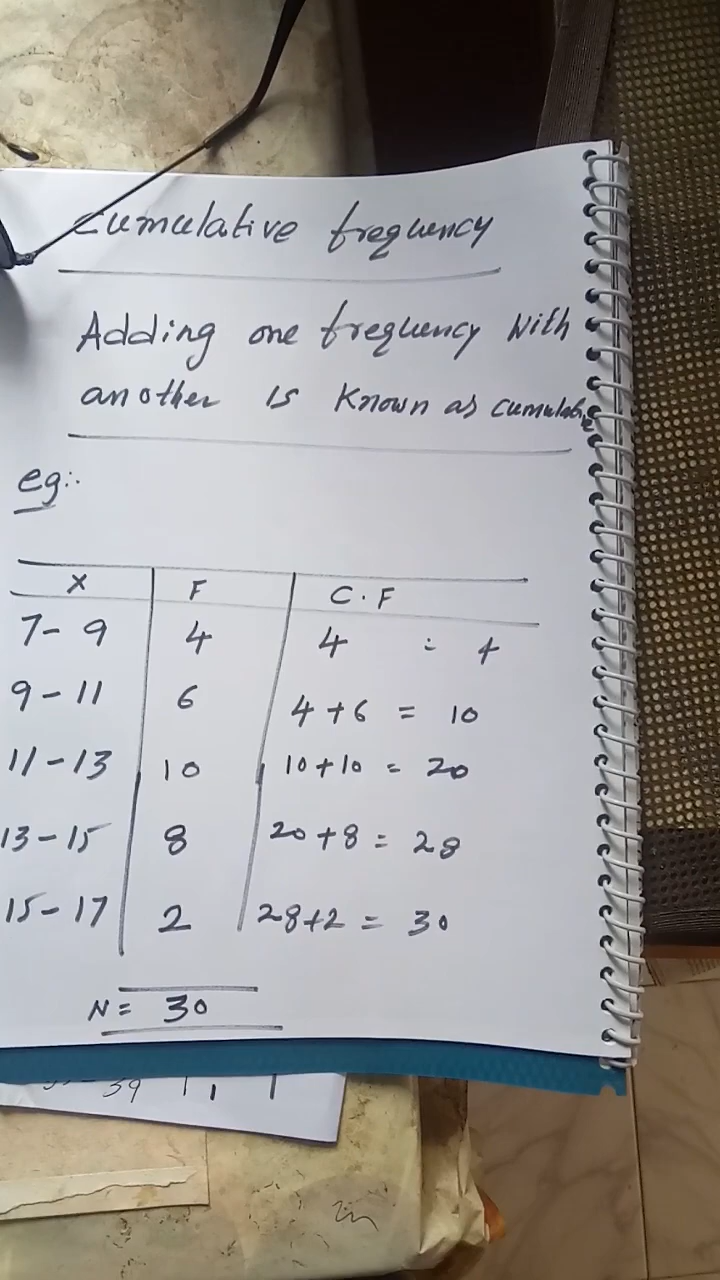 Cumulative frequency
Adding one frequency with
another is known as cumulative
eg:-
X F C.F
7-9 4 4 = 4
9-11 6 4+6 = 10
11-13 10 10+10 = 20
13-15 8 20+8 = 28
15-17 2 28+2 = 30
N = 30
39